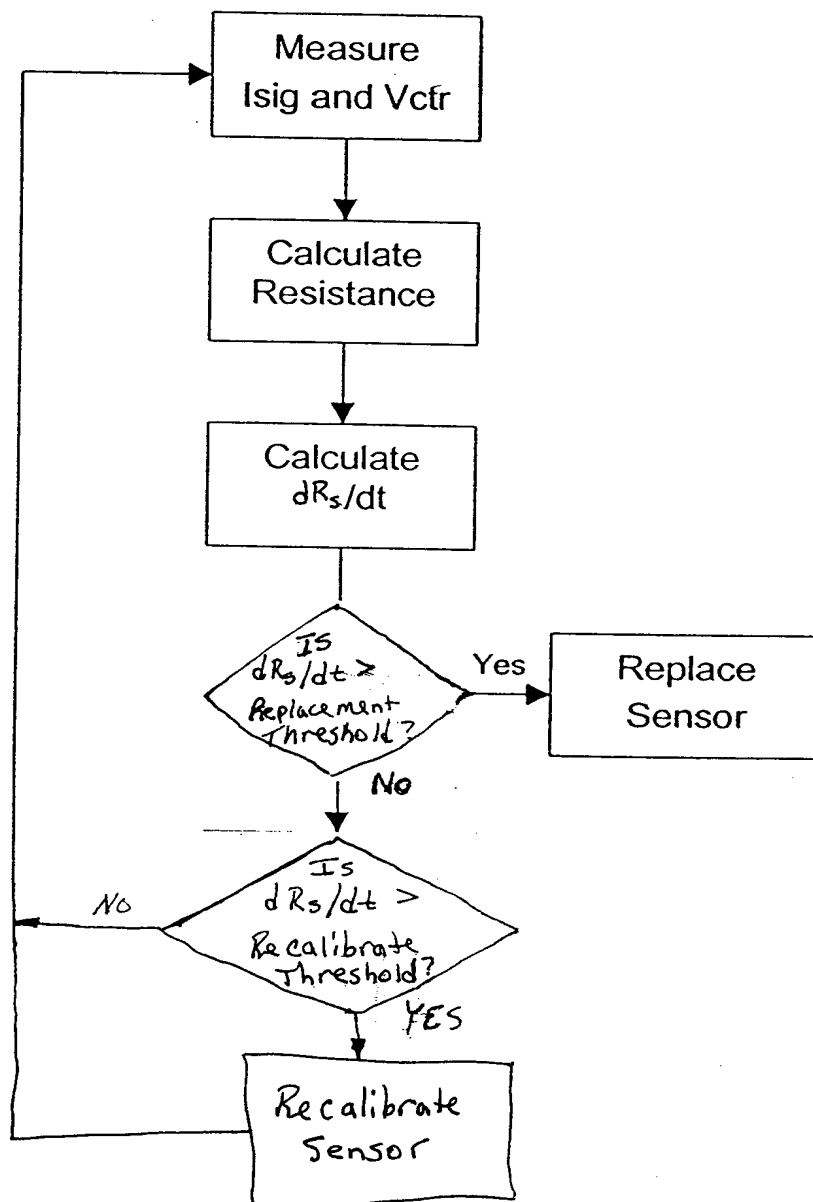 Measure
Isig and Vctr
Calculate
Resistance
Calculate
dRs/dt
Is
dRs/dt >
Replacement
Threshold?
Yes
Replace
Sensor
No
Is
dRs/dt >
Recalibrate
Threshold?
No
YES
Recalibrate
Sensor